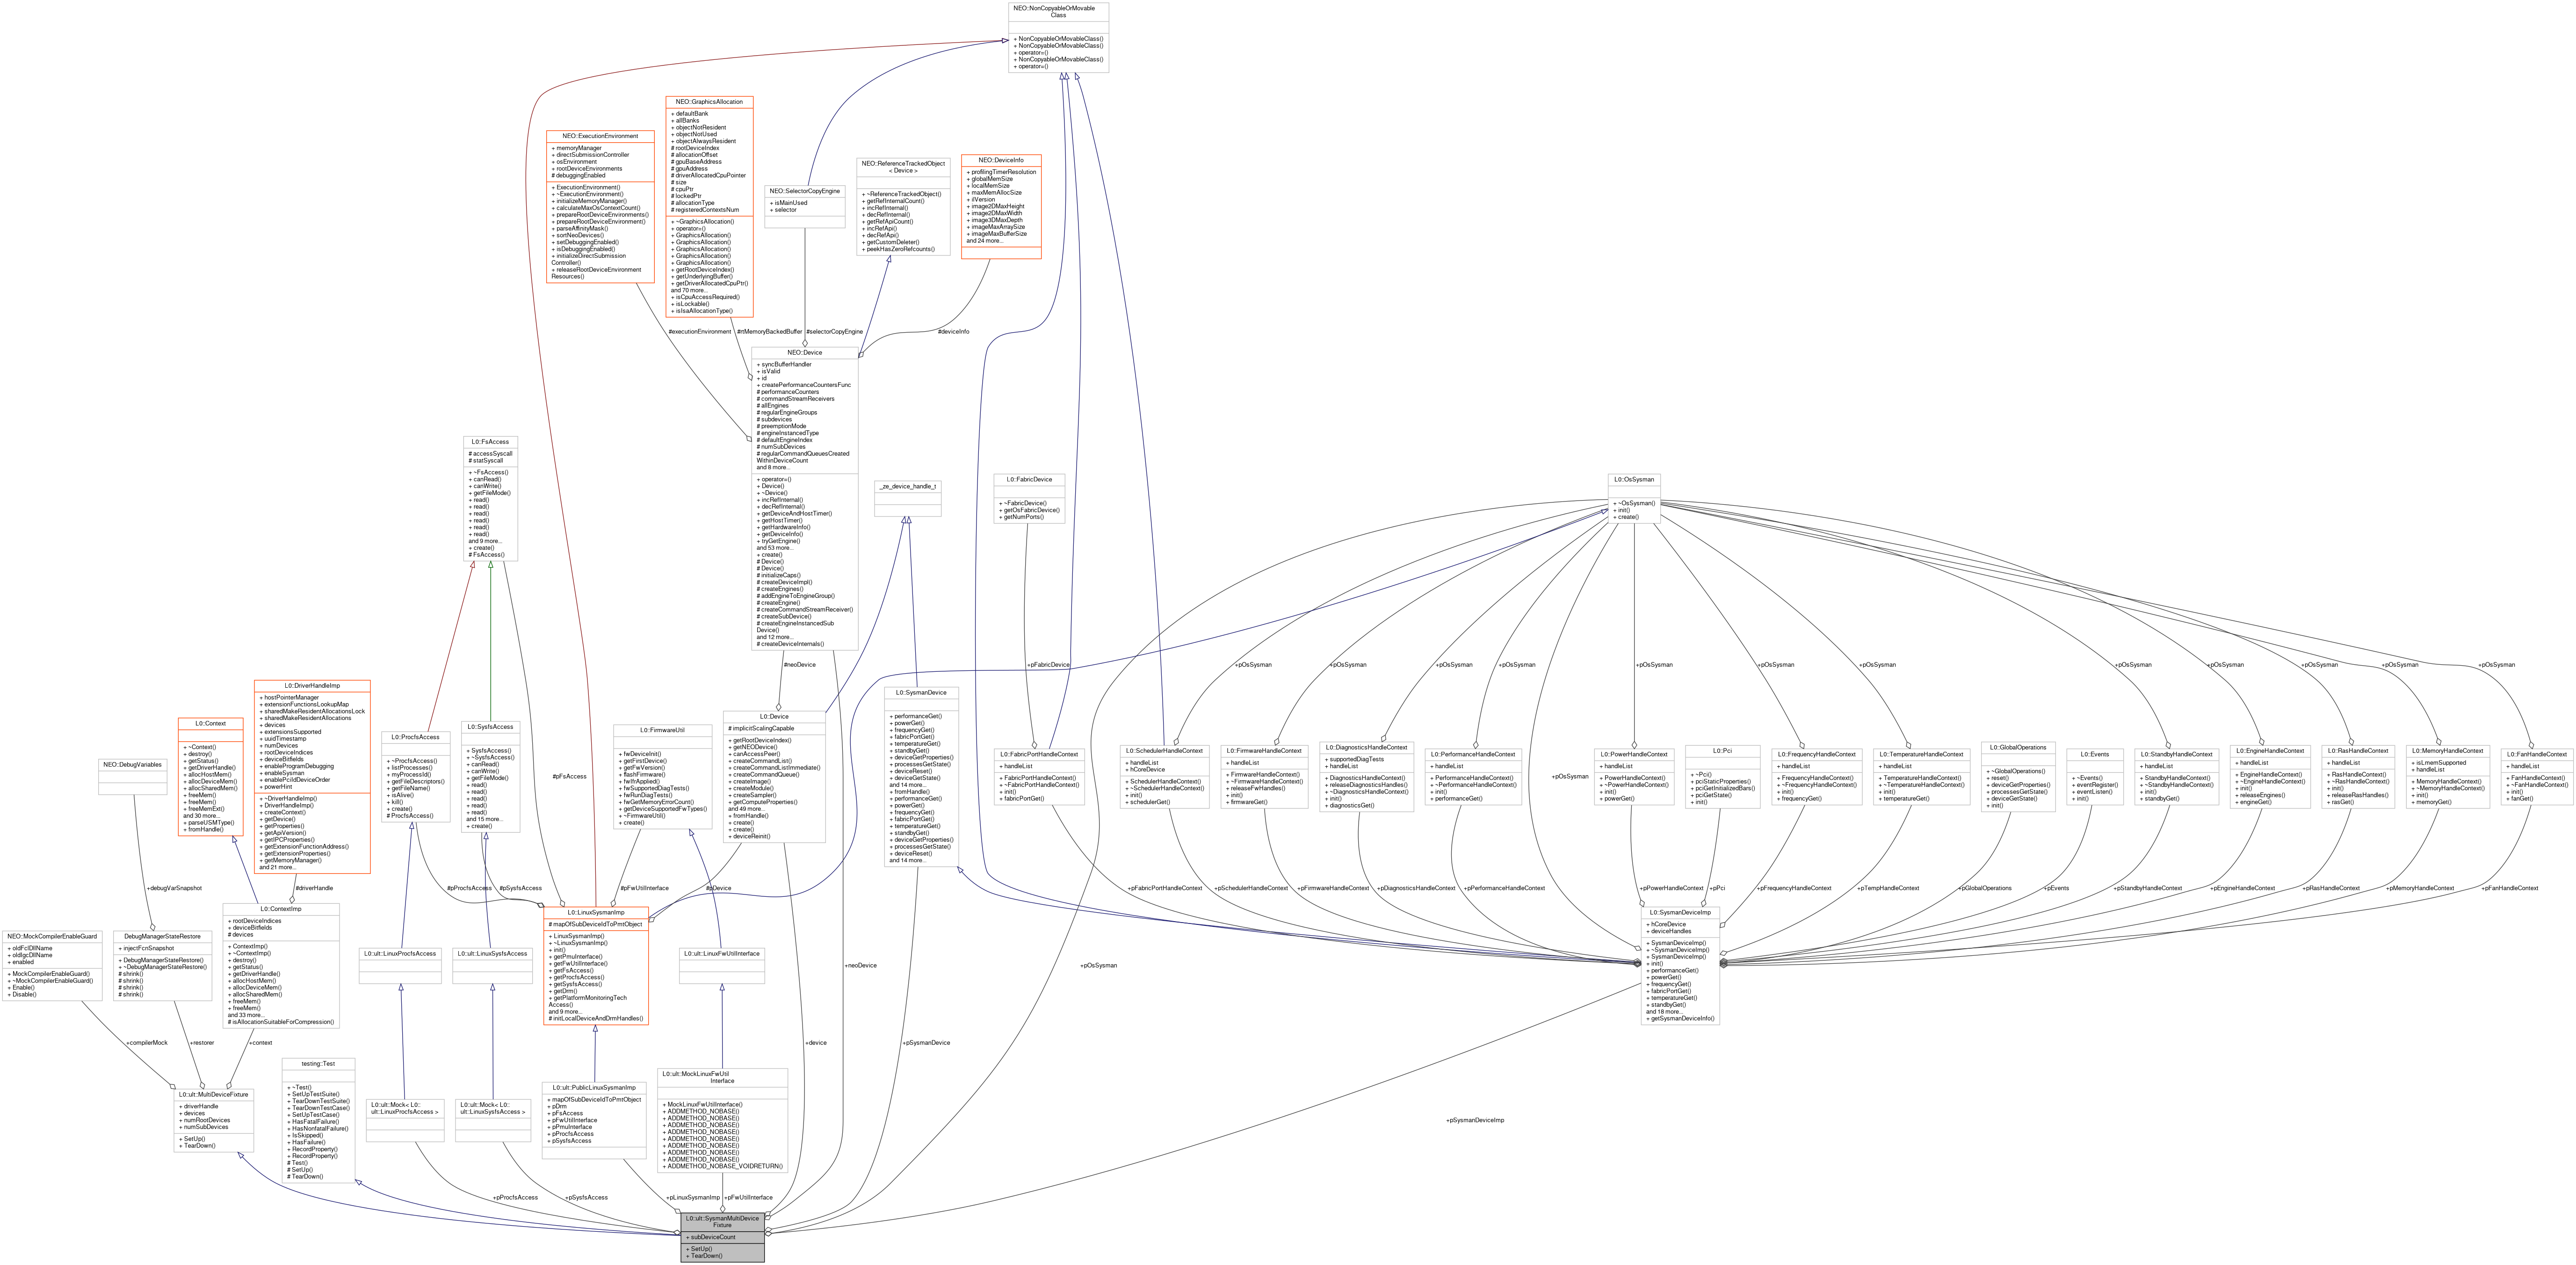 NEO::NonCopyableOrMovable
Class
+ NonCopyableOrMovableClass()
+ NonCopyableOrMovableClass()
+ operator=()
+ NonCopyableOrMovableClass()
+ operator=()
NEO::GraphicsAllocation
+ defaultBank
+ allBanks
+ objectNotResident
+ objectNotUsed
+ objectAlwaysResident
# rootDeviceIndex
# allocationOffset
# gpuBaseAddress
# gpuAddress
# driverAllocatedCpuPointer
# size
# cpuPtr
# lockedPtr
# allocationType
# registeredContextsNum
+ ~GraphicsAllocation()
+ operator=()
+ GraphicsAllocation()
+ GraphicsAllocation()
+ GraphicsAllocation()
+ GraphicsAllocation()
+ GraphicsAllocation()
+ getRootDeviceIndex()
+ getUnderlyingBuffer()
+ getDriverAllocatedCpuPtr()
and 70 more...
+ isCpuAccessRequired()
+ isLockable()
+ isIsaAllocationType()
NEO::ExecutionEnvironment
+ memoryManager
+ directSubmissionController
+ osEnvironment
+ rootDeviceEnvironments
# debuggingEnabled
+ ExecutionEnvironment()
+ ~ExecutionEnvironment()
+ initializeMemoryManager()
+ calculateMaxOsContextCount()
+ prepareRootDeviceEnvironments()
+ prepareRootDeviceEnvironment()
+ parseAffinityMask()
+ sortNeoDevices()
+ setDebuggingEnabled()
+ isDebuggingEnabled()
+ initializeDirectSubmission
Controller()
+ releaseRootDeviceEnvironment
Resources()
NEO::SelectorCopyEngine
+ isMainUsed
+ selector
NEO::ReferenceTrackedObject
< Device >
+ ~ReferenceTrackedObject()
+ getRefInternalCount()
+ incRefInternal()
+ decRefInternal()
+ getRefApiCount()
+ incRefApi()
+ decRefApi()
+ getCustomDeleter()
+ peekHasZeroRefcounts()
NEO::DeviceInfo
+ profilingTimerResolution
+ globalMemSize
+ localMemSize
+ maxMemAllocSize
+ ilVersion
+ image2DMaxHeight
+ image2DMaxWidth
+ image3DMaxDepth
+ imageMaxArraySize
+ imageMaxBufferSize
and 24 more...
#executionEnvironment
#rtMemoryBackedBuffer
#selectorCopyEngine
#deviceInfo
NEO::Device
+ syncBufferHandler
+ isValid
+ id
+ createPerformanceCountersFunc
# performanceCounters
# commandStreamReceivers
# allEngines
# regularEngineGroups
# subdevices
# preemptionMode
# engineInstancedType
# defaultEngineIndex
# numSubDevices
# regularCommandQueuesCreated
WithinDeviceCount
and 8 more...
+ operator=()
+ Device()
+ ~Device()
+ incRefInternal()
+ decRefInternal()
+ getDeviceAndHostTimer()
+ getHostTimer()
+ getHardwareInfo()
+ getDeviceInfo()
+ tryGetEngine()
and 53 more...
+ create()
# Device()
# Device()
# initializeCaps()
# createDeviceImpl()
# createEngines()
# addEngineToEngineGroup()
# createEngine()
# createCommandStreamReceiver()
# createSubDevice()
# createEngineInstancedSub
Device()
and 12 more...
# createDeviceInternals()
L0::FsAccess
# accessSyscall
# statSyscall
+ ~FsAccess()
+ canRead()
+ canWrite()
+ getFileMode()
+ read()
+ read()
+ read()
+ read()
+ read()
+ read()
and 9 more...
+ create()
# FsAccess()
_ze_device_handle_t
L0::FabricDevice
+ ~FabricDevice()
+ getOsFabricDevice()
+ getNumPorts()
L0::OsSysman
+ ~OsSysman()
+ init()
+ create()
#pFsAccess
#neoDevice
+pFabricDevice
+pOsSysman
+pOsSysman
+pOsSysman
+pOsSysman
+pOsSysman
+pOsSysman
+pOsSysman
+pOsSysman
+pOsSysman
+pOsSysman
+pOsSysman
+pOsSysman
+pOsSysman
L0::DriverHandleImp
+ hostPointerManager
+ extensionFunctionsLookupMap
+ sharedMakeResidentAllocationsLock
+ sharedMakeResidentAllocations
+ devices
+ extensionsSupported
+ uuidTimestamp
+ numDevices
+ rootDeviceIndices
+ deviceBitfields
+ enableProgramDebugging
+ enableSysman
+ enablePciIdDeviceOrder
+ powerHint
+ ~DriverHandleImp()
+ DriverHandleImp()
+ createContext()
+ getDevice()
+ getProperties()
+ getApiVersion()
+ getIPCProperties()
+ getExtensionFunctionAddress()
+ getExtensionProperties()
+ getMemoryManager()
and 21 more...
L0::Context
+ ~Context()
+ destroy()
+ getStatus()
+ getDriverHandle()
+ allocHostMem()
+ allocDeviceMem()
+ allocSharedMem()
+ freeMem()
+ freeMem()
+ freeMemExt()
and 30 more...
+ parseUSMType()
+ fromHandle()
NEO::DebugVariables
L0::ProcfsAccess
+ ~ProcfsAccess()
+ listProcesses()
+ myProcessId()
+ getFileDescriptors()
+ getFileName()
+ isAlive()
+ kill()
+ create()
# ProcfsAccess()
L0::SysfsAccess
+ SysfsAccess()
+ ~SysfsAccess()
+ canRead()
+ canWrite()
+ getFileMode()
+ read()
+ read()
+ read()
+ read()
+ read()
and 15 more...
+ create()
L0::FirmwareUtil
+ fwDeviceInit()
+ getFirstDevice()
+ getFwVersion()
+ flashFirmware()
+ fwIfrApplied()
+ fwSupportedDiagTests()
+ fwRunDiagTests()
+ fwGetMemoryErrorCount()
+ getDeviceSupportedFwTypes()
+ ~FirmwareUtil()
+ create()
L0::Device
# implicitScalingCapable
+ getRootDeviceIndex()
+ getNEODevice()
+ canAccessPeer()
+ createCommandList()
+ createCommandListImmediate()
+ createCommandQueue()
+ createImage()
+ createModule()
+ createSampler()
+ getComputeProperties()
and 49 more...
+ fromHandle()
+ create()
+ create()
+ deviceReinit()
L0::SysmanDevice
+ performanceGet()
+ powerGet()
+ frequencyGet()
+ fabricPortGet()
+ temperatureGet()
+ standbyGet()
+ deviceGetProperties()
+ processesGetState()
+ deviceReset()
+ deviceGetState()
and 14 more...
+ fromHandle()
+ performanceGet()
+ powerGet()
+ frequencyGet()
+ fabricPortGet()
+ temperatureGet()
+ standbyGet()
+ deviceGetProperties()
+ processesGetState()
+ deviceReset()
and 14 more...
L0::FabricPortHandleContext
+ handleList
+ FabricPortHandleContext()
+ ~FabricPortHandleContext()
+ init()
+ fabricPortGet()
L0::SchedulerHandleContext
+ handleList
+ hCoreDevice
+ SchedulerHandleContext()
+ ~SchedulerHandleContext()
+ init()
+ schedulerGet()
L0::FirmwareHandleContext
+ handleList
+ FirmwareHandleContext()
+ ~FirmwareHandleContext()
+ releaseFwHandles()
+ init()
+ firmwareGet()
L0::DiagnosticsHandleContext
+ supportedDiagTests
+ handleList
+ DiagnosticsHandleContext()
+ releaseDiagnosticsHandles()
+ ~DiagnosticsHandleContext()
+ init()
+ diagnosticsGet()
L0::PerformanceHandleContext
+ handleList
+ PerformanceHandleContext()
+ ~PerformanceHandleContext()
+ init()
+ performanceGet()
L0::PowerHandleContext
+ handleList
+ PowerHandleContext()
+ ~PowerHandleContext()
+ init()
+ powerGet()
L0::Pci
+ ~Pci()
+ pciStaticProperties()
+ pciGetInitializedBars()
+ pciGetState()
+ init()
L0::FrequencyHandleContext
+ handleList
+ FrequencyHandleContext()
+ ~FrequencyHandleContext()
+ init()
+ frequencyGet()
L0::TemperatureHandleContext
+ handleList
+ TemperatureHandleContext()
+ ~TemperatureHandleContext()
+ init()
+ temperatureGet()
L0::GlobalOperations
+ ~GlobalOperations()
+ reset()
+ deviceGetProperties()
+ processesGetState()
+ deviceGetState()
+ init()
L0::Events
+ ~Events()
+ eventRegister()
+ eventListen()
+ init()
L0::StandbyHandleContext
+ handleList
+ StandbyHandleContext()
+ ~StandbyHandleContext()
+ init()
+ standbyGet()
L0::EngineHandleContext
+ handleList
+ EngineHandleContext()
+ ~EngineHandleContext()
+ init()
+ releaseEngines()
+ engineGet()
L0::RasHandleContext
+ handleList
+ RasHandleContext()
+ ~RasHandleContext()
+ init()
+ releaseRasHandles()
+ rasGet()
L0::MemoryHandleContext
+ isLmemSupported
+ handleList
+ MemoryHandleContext()
+ ~MemoryHandleContext()
+ init()
+ memoryGet()
L0::FanHandleContext
+ handleList
+ FanHandleContext()
+ ~FanHandleContext()
+ init()
+ fanGet()
+debugVarSnapshot
#driverHandle
#pProcfsAccess
#pSysfsAccess
#pFwUtilInterface
#pDevice
+pFabricPortHandleContext
+pSchedulerHandleContext
+pFirmwareHandleContext
+pDiagnosticsHandleContext
+pPerformanceHandleContext
+pPowerHandleContext
+pPci
+pFrequencyHandleContext
+pTempHandleContext
+pGlobalOperations
+pEvents
+pStandbyHandleContext
+pEngineHandleContext
+pRasHandleContext
+pMemoryHandleContext
+pFanHandleContext
NEO::MockCompilerEnableGuard
+ oldFclDllName
+ oldIgcDllName
+ enabled
+ MockCompilerEnableGuard()
+ ~MockCompilerEnableGuard()
+ Enable()
+ Disable()
DebugManagerStateRestore
+ injectFcnSnapshot
+ DebugManagerStateRestore()
+ ~DebugManagerStateRestore()
# shrink()
# shrink()
# shrink()
# shrink()
L0::ContextImp
+ rootDeviceIndices
+ deviceBitfields
# devices
+ ContextImp()
+ ~ContextImp()
+ destroy()
+ getStatus()
+ getDriverHandle()
+ allocHostMem()
+ allocDeviceMem()
+ allocSharedMem()
+ freeMem()
+ freeMem()
and 33 more...
# isAllocationSuitableForCompression()
L0::ult::LinuxProcfsAccess
L0::ult::LinuxSysfsAccess
L0::LinuxSysmanImp
# mapOfSubDeviceIdToPmtObject
+ LinuxSysmanImp()
+ ~LinuxSysmanImp()
+ init()
+ getPmuInterface()
+ getFwUtilInterface()
+ getFsAccess()
+ getProcfsAccess()
+ getSysfsAccess()
+ getDrm()
+ getPlatformMonitoringTech
Access()
and 9 more...
# initLocalDeviceAndDrmHandles()
L0::ult::LinuxFwUtilInterface
+neoDevice
+pOsSysman
L0::SysmanDeviceImp
+ hCoreDevice
+ deviceHandles
+ SysmanDeviceImp()
+ ~SysmanDeviceImp()
+ SysmanDeviceImp()
+ init()
+ performanceGet()
+ powerGet()
+ frequencyGet()
+ fabricPortGet()
+ temperatureGet()
+ standbyGet()
and 18 more...
+ getSysmanDeviceInfo()
+compilerMock
+restorer
+context
+device
+pSysmanDevice
L0::ult::MultiDeviceFixture
+ driverHandle
+ devices
+ numRootDevices
+ numSubDevices
+ SetUp()
+ TearDown()
testing::Test
+ ~Test()
+ SetUpTestSuite()
+ TearDownTestSuite()
+ TearDownTestCase()
+ SetUpTestCase()
+ HasFatalFailure()
+ HasNonfatalFailure()
+ IsSkipped()
+ HasFailure()
+ RecordProperty()
+ RecordProperty()
# Test()
# SetUp()
# TearDown()
L0::ult::Mock< L0::
ult::LinuxProcfsAccess >
L0::ult::Mock< L0::
ult::LinuxSysfsAccess >
L0::ult::PublicLinuxSysmanImp
+ mapOfSubDeviceIdToPmtObject
+ pDrm
+ pFsAccess
+ pFwUtilInterface
+ pPmuInterface
+ pProcfsAccess
+ pSysfsAccess
L0::ult::MockLinuxFwUtil
Interface
+ MockLinuxFwUtilInterface()
+ ADDMETHOD_NOBASE()
+ ADDMETHOD_NOBASE()
+ ADDMETHOD_NOBASE()
+ ADDMETHOD_NOBASE()
+ ADDMETHOD_NOBASE()
+ ADDMETHOD_NOBASE()
+ ADDMETHOD_NOBASE()
+ ADDMETHOD_NOBASE()
+ ADDMETHOD_NOBASE_VOIDRETURN()
+pSysmanDeviceImp
+pProcfsAccess
+pSysfsAccess
+pLinuxSysmanImp
+pFwUtilInterface
L0::ult::SysmanMultiDevice
Fixture
+ subDeviceCount
+ SetUp()
+ TearDown()